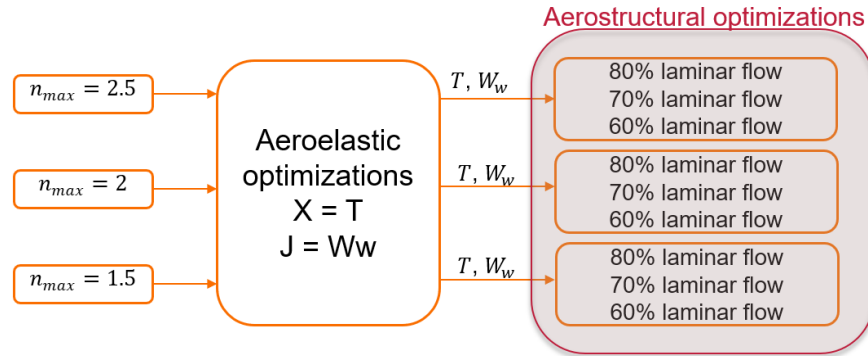 Aerostructural optimizations
n_max = 2.5
n_max = 2
n_max = 1.5
Aeroelastic
optimizations
X = T
J = Ww
T, W_w
T, W_w
T, W_w
80% laminar flow
70% laminar flow
60% laminar flow
80% laminar flow
70% laminar flow
60% laminar flow
80% laminar flow
70% laminar flow
60% laminar flow